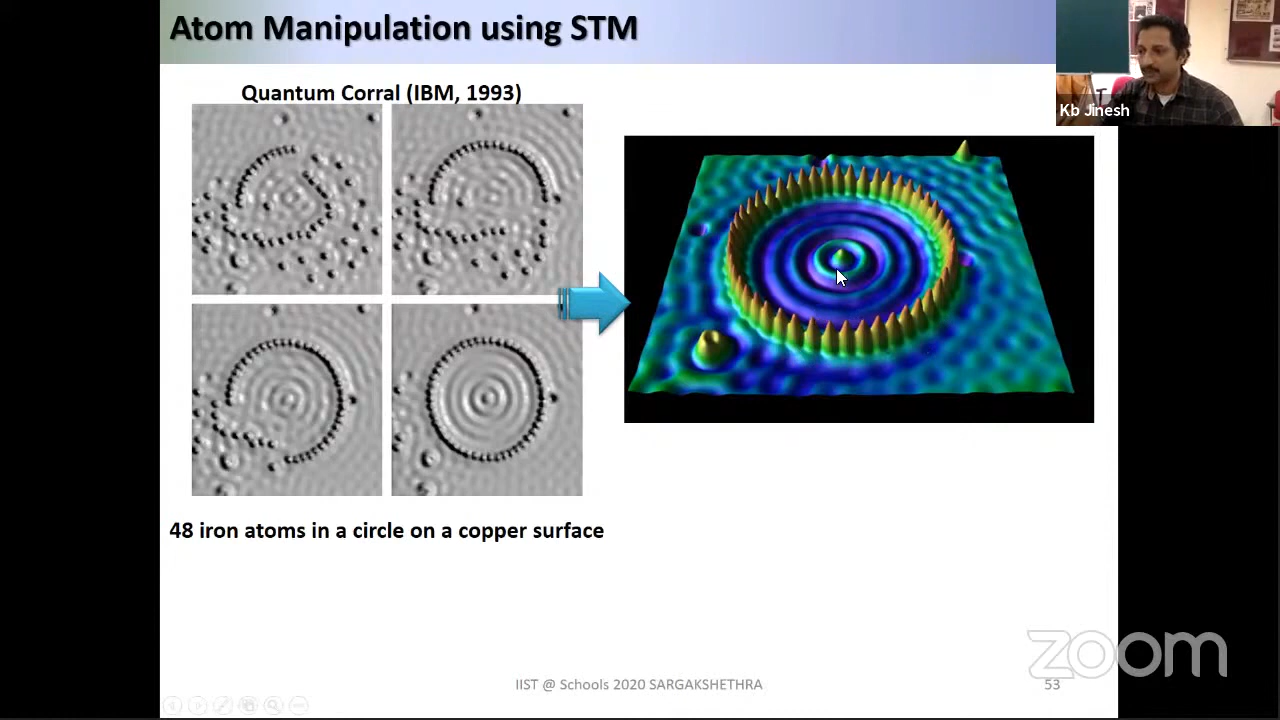 Atom Manipulation using STM
Quantum Corral (IBM, 1993)
Kb Jinesh
48 iron atoms in a circle on a copper surface
zoom
IIST @ Schools 2020 SARGAKSHETHRA
53